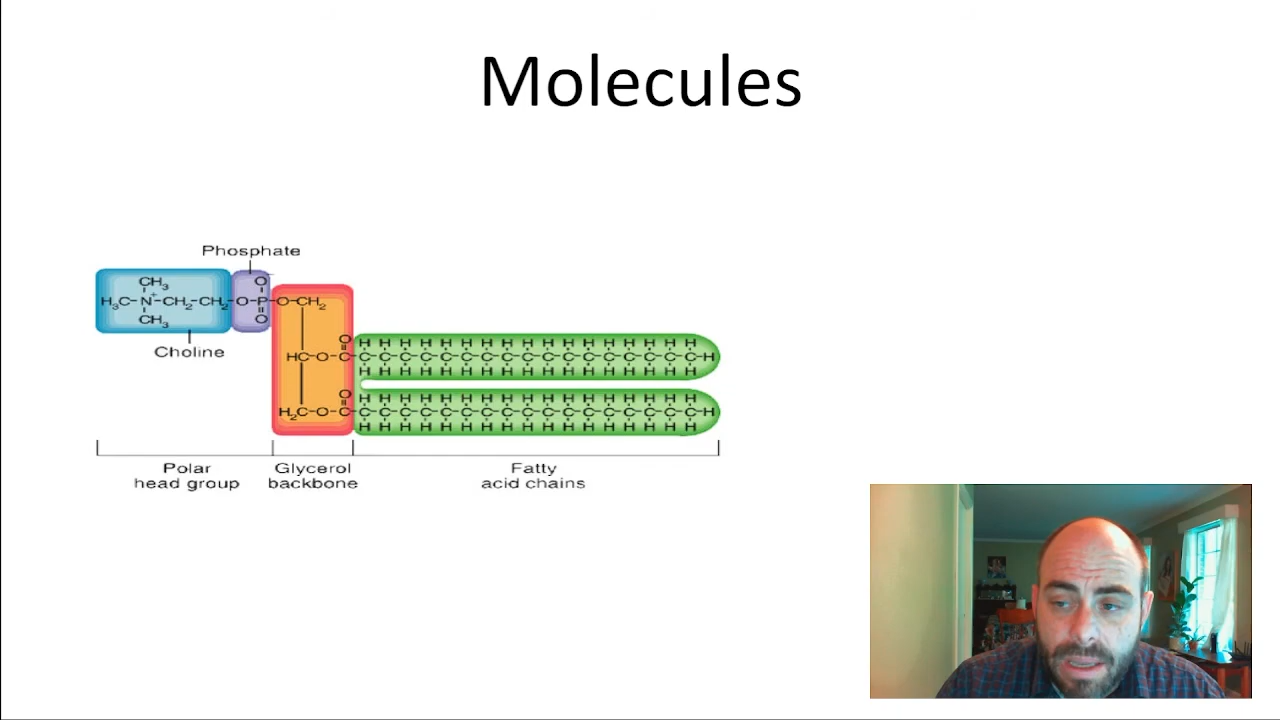 Molecules
Phosphate
CH3 O
H3C-N+-CH2-CH2-O-P-O-CH2
CH3 O
Choline
O H H H H H H H H H H H H H H H H H
HC-O-C-C-C-C-C-C-C-C-C-C-C-C-C-C-C-C-C-C-H
H H H H H H H H H H H H H H H H H
O H H H H H H H H H H H H H H H H H
H2C-O-C-C-C-C-C-C-C-C-C-C-C-C-C-C-C-C-C-C-H
H H H H H H H H H H H H H H H H H
Polar
head group
Glycerol
backbone
Fatty
acid chains